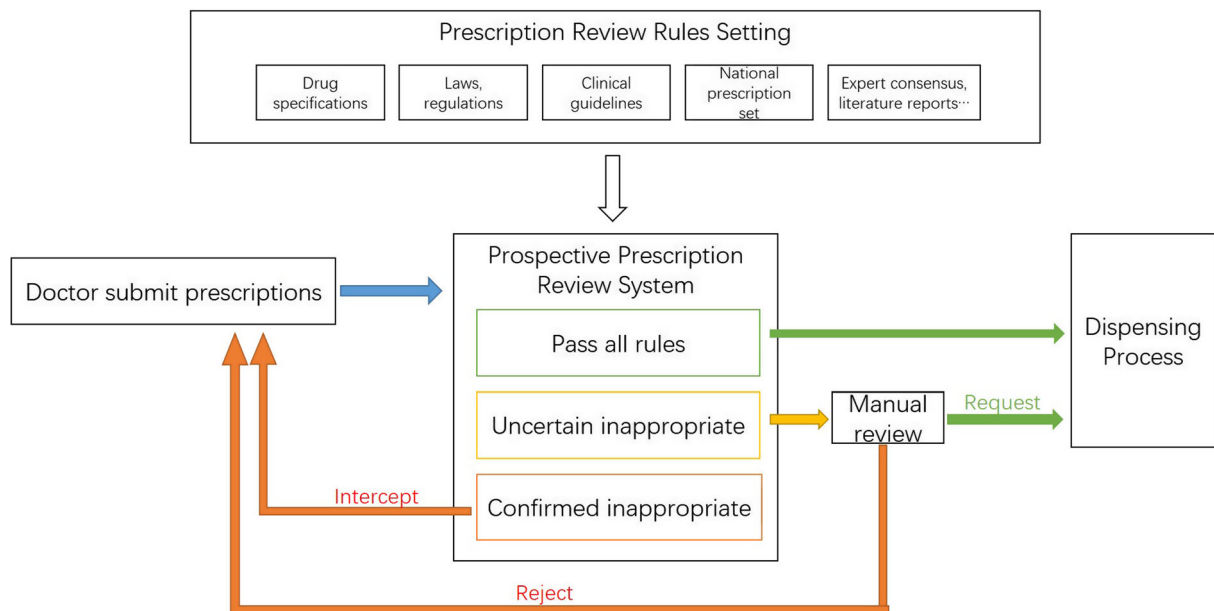 Prescription Review Rules Setting
Drug
specifications
Laws,
regulations
Clinical
guidelines
National
prescription
set
Expert consensus,
literature reports···
Doctor submit prescriptions
Prospective Prescription
Review System
Pass all rules
Uncertain inappropriate
Confirmed inappropriate
Manual
review
Request
Dispensing
Process
Intercept
Reject